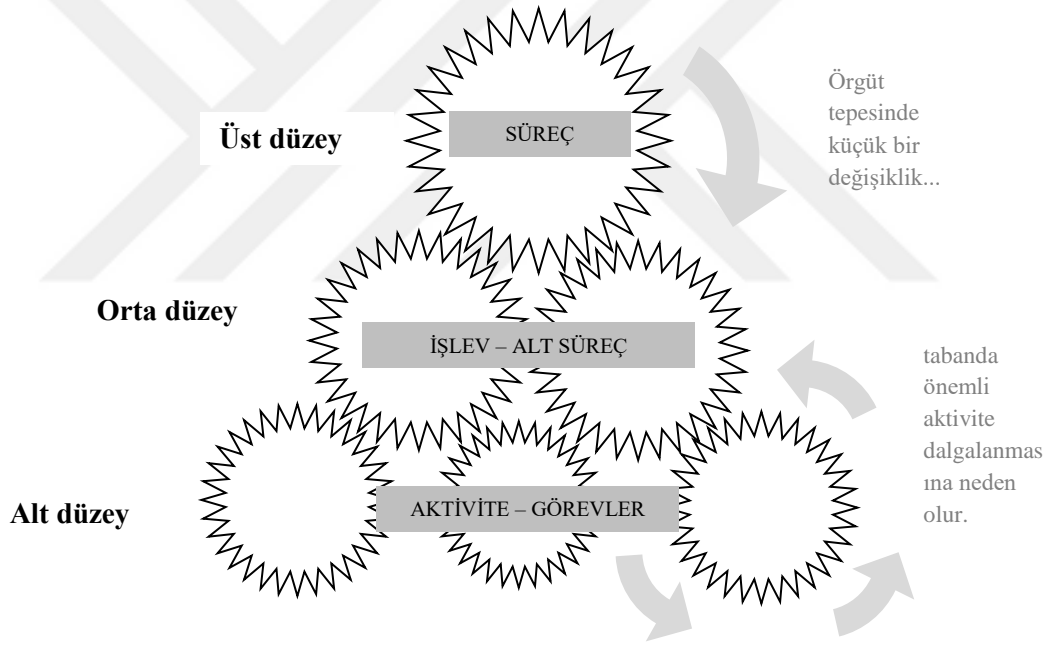 Üst düzey
SÜREÇ
Örgüt
tepesinde
küçük bir
değişiklik...
Orta düzey
İŞLEV – ALT SÜREÇ
tabanda
önemli
aktivite
dalgalanmas
ına neden
olur.
Alt düzey
AKTİVİTE – GÖREVLER